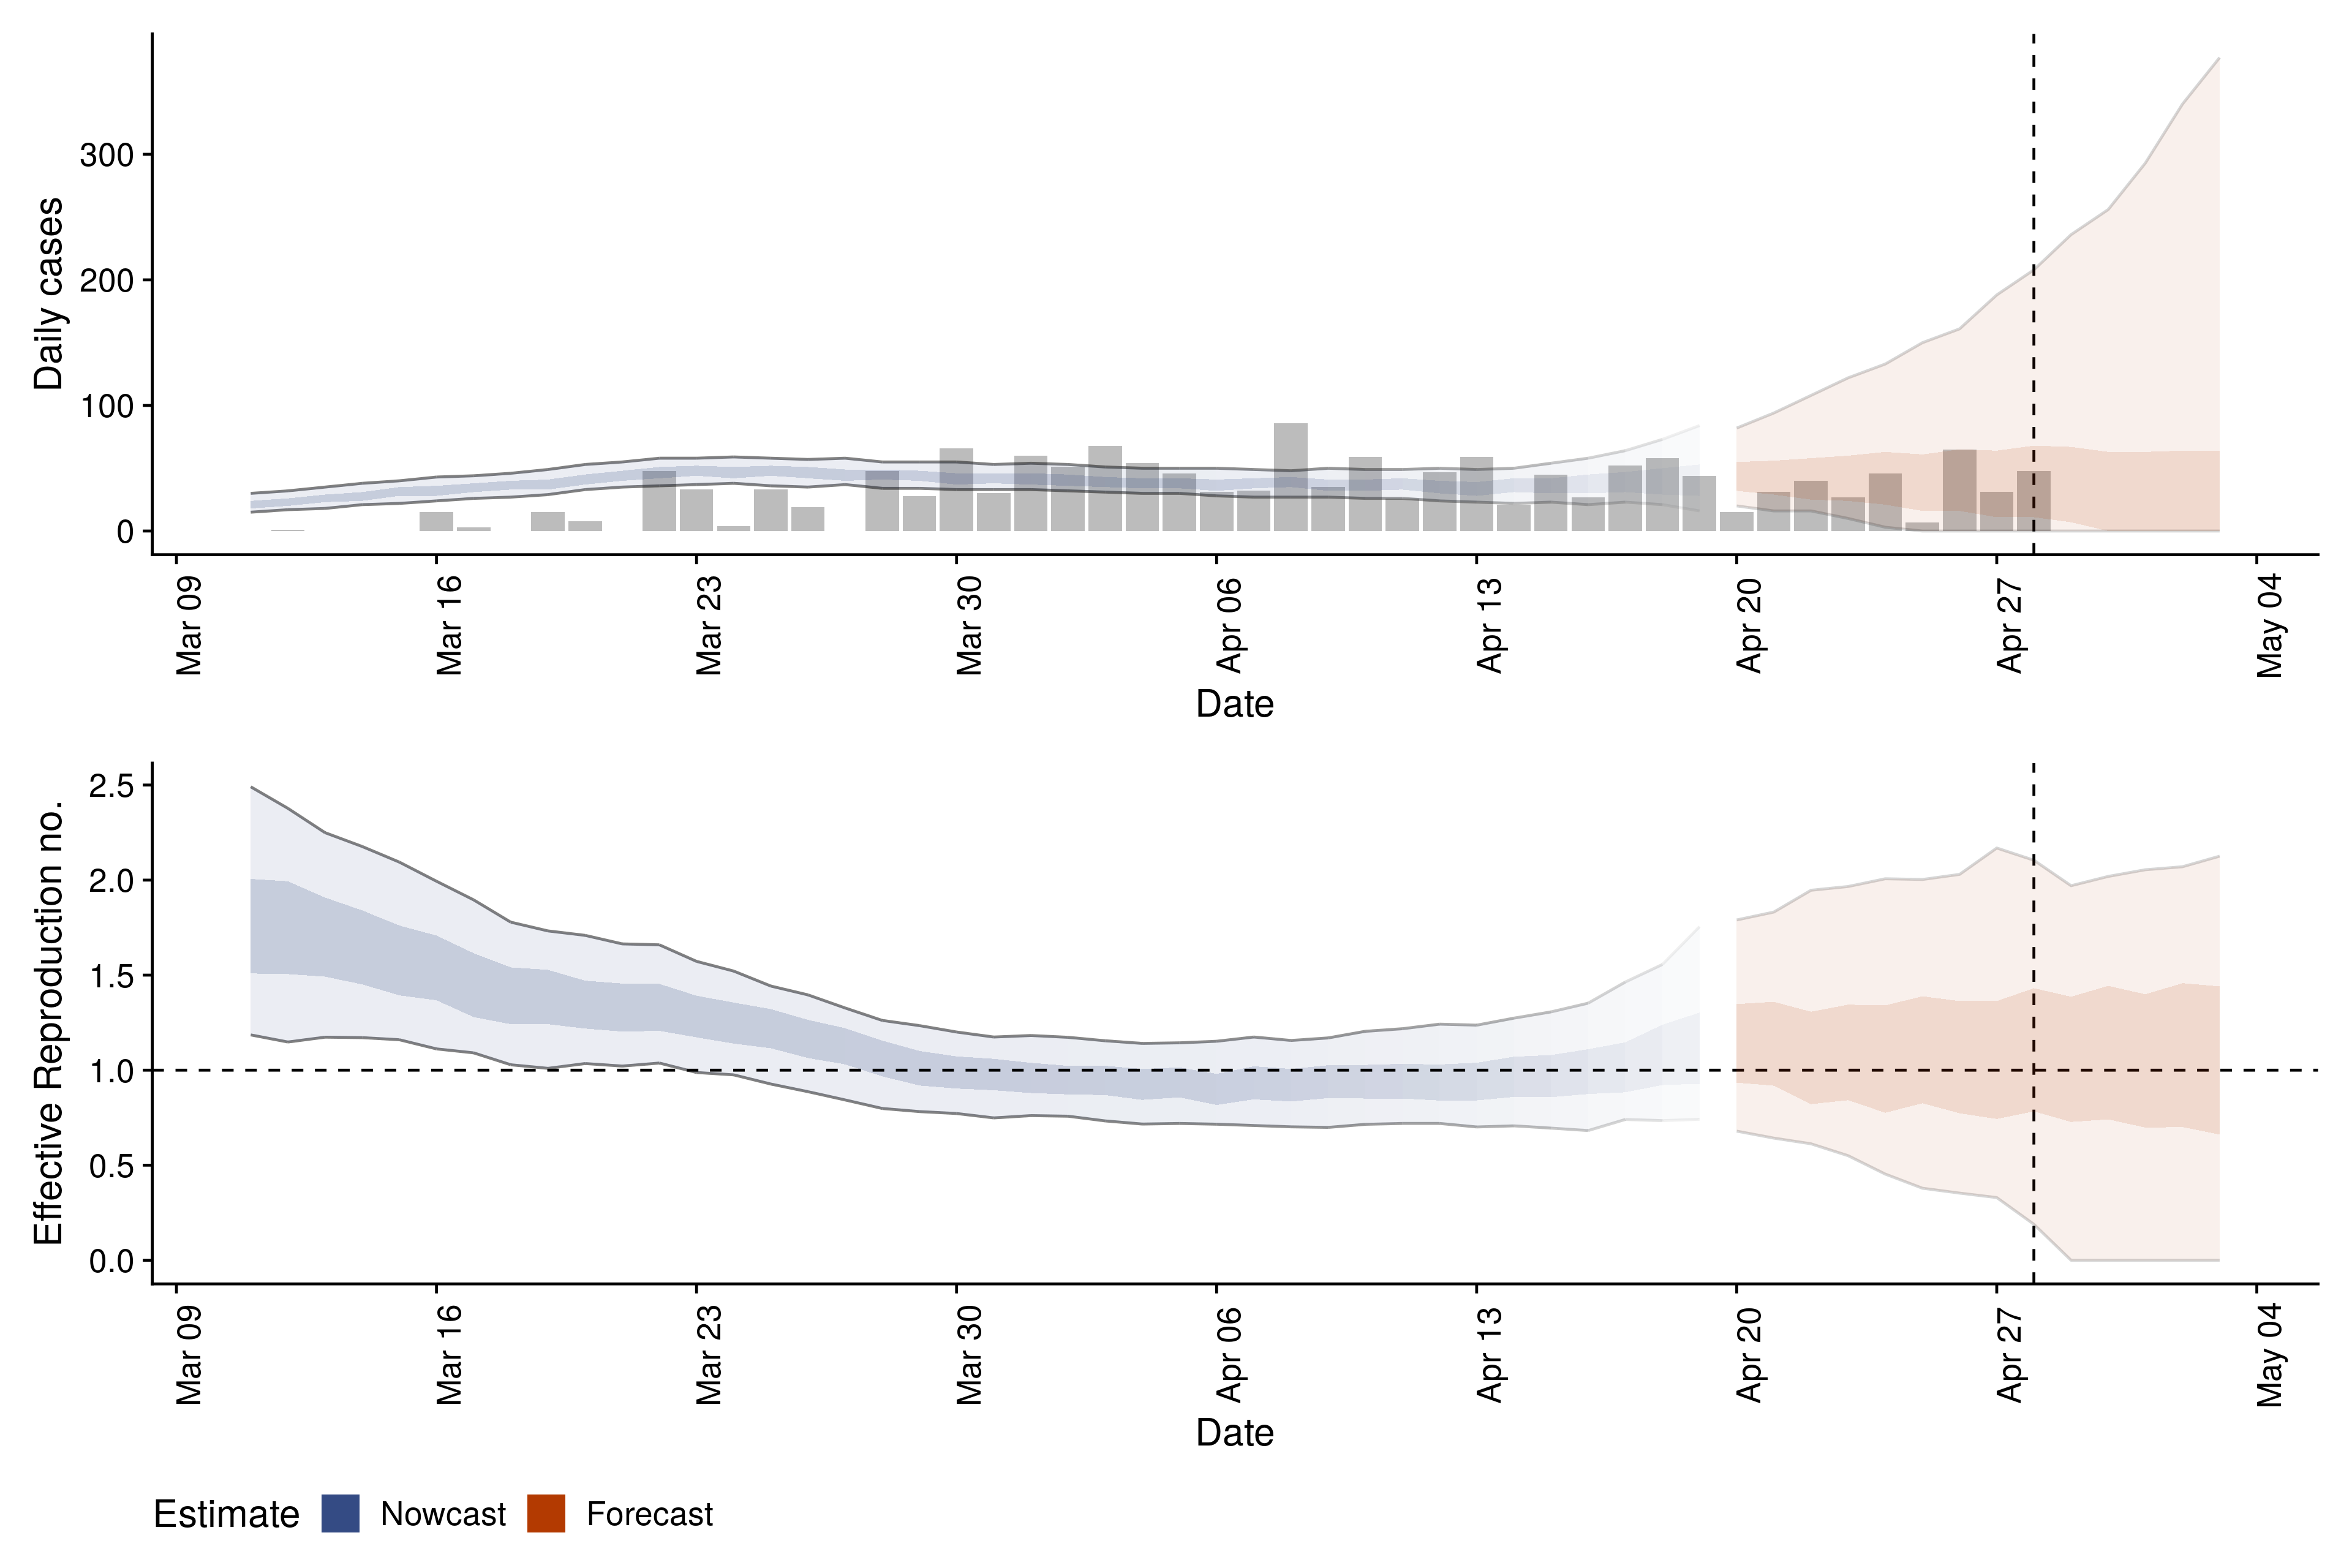 300
200
100
0
Daily cases
Mar 09
Mar 16
Mar 23
Mar 30
Apr 06
Apr 13
Apr 20
Apr 27
May 04
Date
2.5
2.0
1.5
1.0
0.5
0.0
Effective Reproduction no.
Mar 09
Mar 16
Mar 23
Mar 30
Apr 06
Apr 13
Apr 20
Apr 27
May 04
Date
Estimate Nowcast Forecast